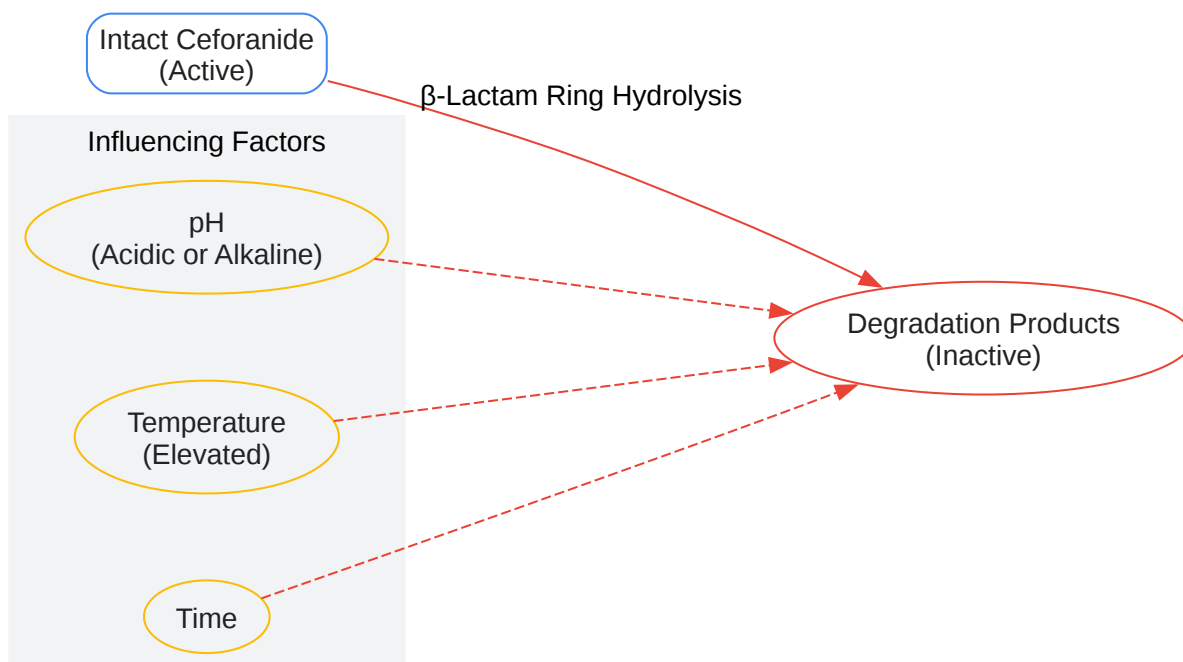 Intact Ceforanide
(Active)
β-Lactam Ring Hydrolysis
Influencing Factors
pH
(Acidic or Alkaline)
Degradation Products
(Inactive)
Temperature
(Elevated)
Time